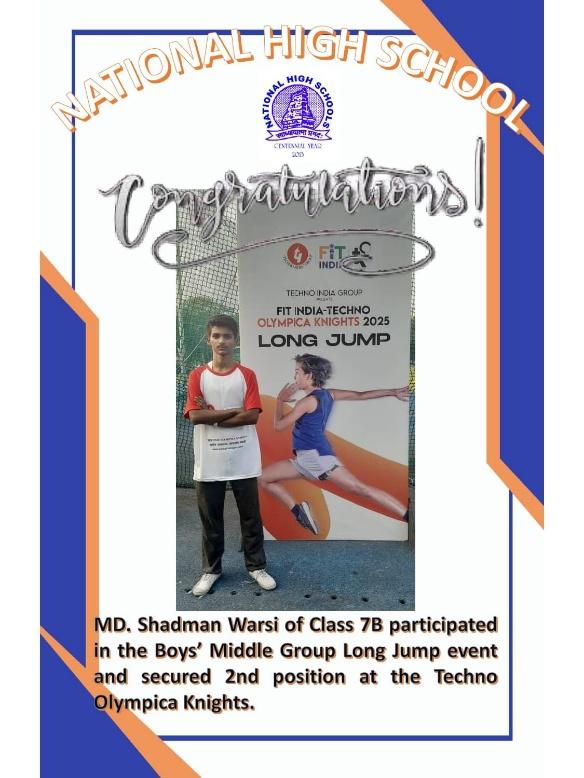 NATIONAL HIGH SCHOOL
NATIONAL HIGH SCHOOLS
CENTENNIAL YEAR
2013
Congratulations!
FIT
INDIA
TECHNO INDIA GROUP
PRESENTS
FIT INDIA-TECHNO
OLYMPICA KNIGHTS 2025
LONG JUMP
MD. Shadman Warsi of Class 7B participated
in the Boys’ Middle Group Long Jump event
and secured 2nd position at the Techno
Olympica Knights.